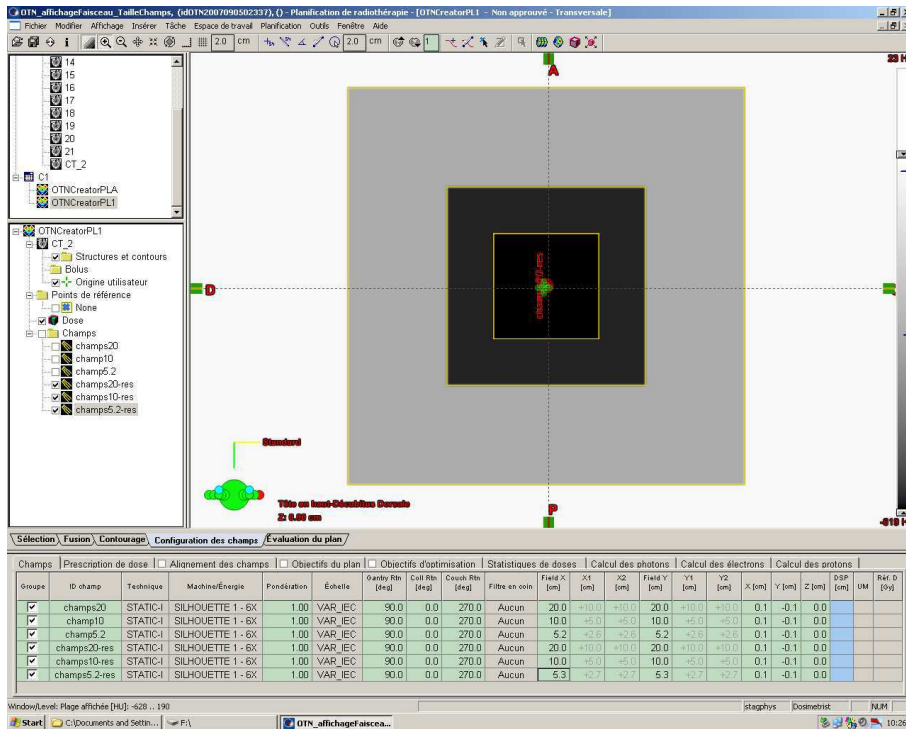 OTN_affichageFaisceau_TailleChamps, (idOTN2007090502337), () - Planification de radiothérapie - [OTNCreatorPL1 - Non approuvé - Transversale]
Fichier Modifier Affichage Insérer Tâche Espace de travail Planification Outils Fenêtre Aide
2.0 cm 2.0 cm 1
14
15
16
17
18
19
20
21
CT_2
C1
OTNCreatorPLA
OTNCreatorPL1
OTNCreatorPL1
CT_2
Structures et contours
Bolus
Origine utilisateur
Points de référence
None
Dose
Champs
champs20
champ10
champ5.2
champs20-res
champs10-res
champs5.2-res
A
23 H
D
Standard
Tête en haut-Décubitus Dorsale
Z: 0.00 cm
P
Sélection Fusion Contourage Configuration des champs Évaluation du plan
Champs Prescription de dose Alignement des champs Objectifs du plan Objectifs d'optimisation Statistiques de doses Calcul des photons Calcul des électrons Calcul des protons
Groupe ID champ Technique Machine/Énergie Pondération Échelle Gantry Rtn [deg] Coll Rtn [deg] Couch Rtn [deg] Filtre en coin Field X [cm] X1 [cm] X2 [cm] Field Y [cm] Y1 [cm] Y2 [cm] X [cm] Y [cm] Z [cm] DSP [cm] UM Réf. D [Gy]
champs20 STATIC-I SILHOUETTE 1 - 6X 1.00 VAR_IEC 90.0 0.0 270.0 Aucun 20.0 +10.0 +10.0 20.0 +10.0 +10.0 0.1 -0.1 0.0
champ10 STATIC-I SILHOUETTE 1 - 6X 1.00 VAR_IEC 90.0 0.0 270.0 Aucun 10.0 +5.0 +5.0 10.0 +5.0 +5.0 0.1 -0.1 0.0
champ5.2 STATIC-I SILHOUETTE 1 - 6X 1.00 VAR_IEC 90.0 0.0 270.0 Aucun 5.2 +2.6 +2.6 5.2 +2.6 +2.6 0.1 -0.1 0.0
champs20-res STATIC-I SILHOUETTE 1 - 6X 1.00 VAR_IEC 90.0 0.0 270.0 Aucun 20.0 +10.0 +10.0 20.0 +10.0 +10.0 0.1 -0.1 0.0
champs10-res STATIC-I SILHOUETTE 1 - 6X 1.00 VAR_IEC 90.0 0.0 270.0 Aucun 10.0 +5.0 +5.0 10.0 +5.0 +5.0 0.1 -0.1 0.0
champs5.2-res STATIC-I SILHOUETTE 1 - 6X 1.00 VAR_IEC 90.0 0.0 270.0 Aucun 5.3 +2.7 +2.7 5.3 +2.7 +2.7 0.1 -0.1 0.0
Window/Level: Plage affichée [HU]: -628 .. 190 stagphys Dosimetrist NUM
Start C:\Documents and Settin... F:\ OTN_affichageFaiscea... 10:26